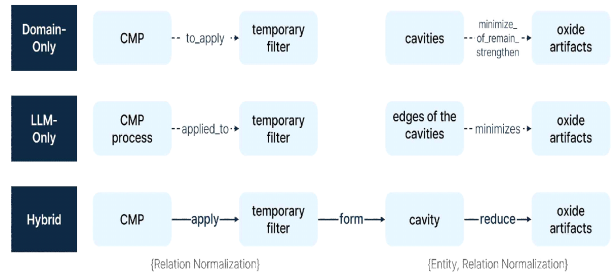 Domain-
Only
CMP
to_apply
temporary
filter
cavities
minimize_
of_remain_
strengthen
oxide
artifacts
LLM-
Only
CMP
process
applied_to
temporary
filter
edges of the
cavities
minimizes
oxide
artifacts
Hybrid
CMP
apply
temporary
filter
form
cavity
reduce
oxide
artifacts
{Relation Normalization}
{Entity, Relation Normalization}